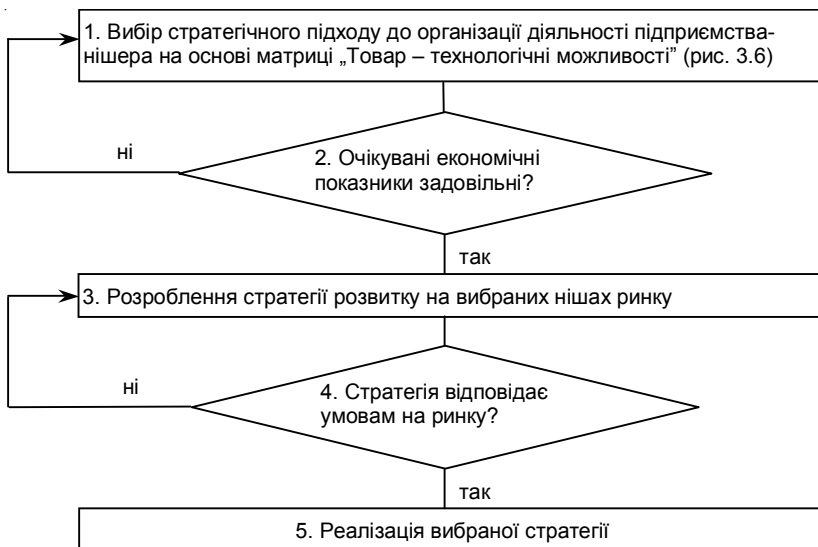 1. Вибір стратегічного підходу до організації діяльності підприємства-
нішера на основі матриці „Товар – технологічні можливості” (рис. 3.6)
ні
2. Очікувані економічні
показники задовільні?
так
3. Розроблення стратегії розвитку на вибраних нішах ринку
ні
4. Стратегія відповідає
умовам на ринку?
так
5. Реалізація вибраної стратегії